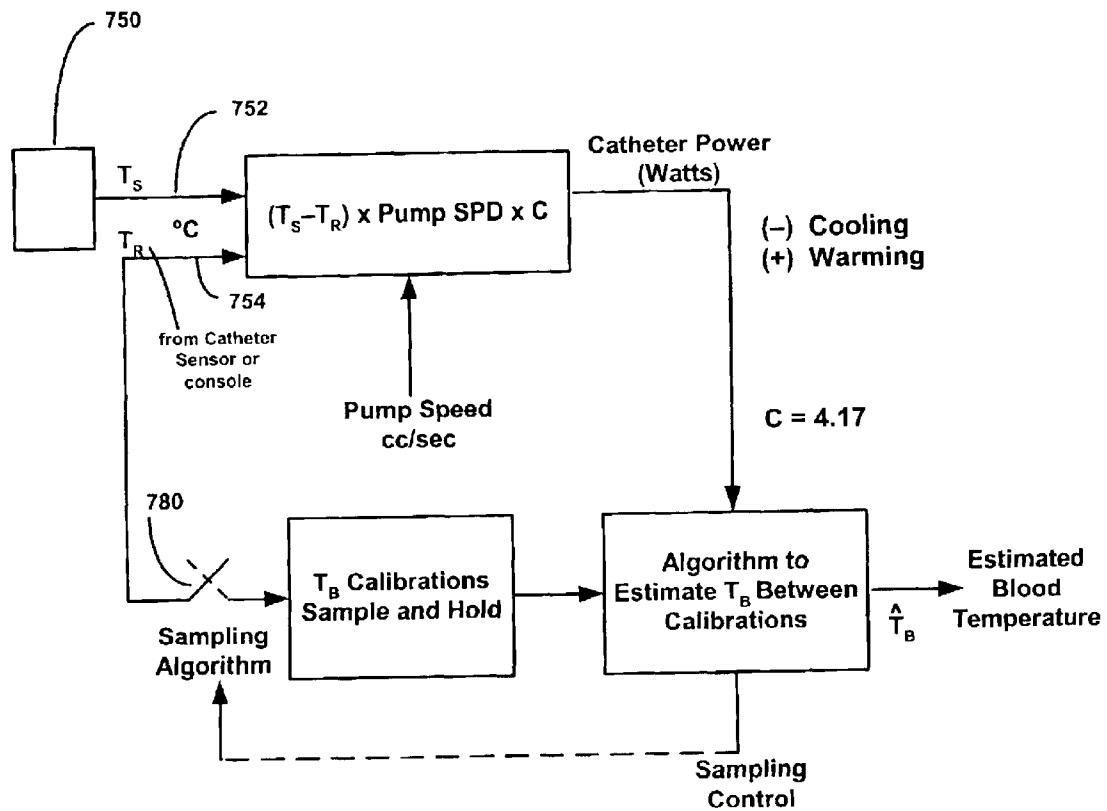 750
752
T_S
°C
T_R
754
from Catheter
Sensor or
console
(T_S–T_R) x Pump SPD x C
Catheter Power
(Watts)
(–) Cooling
(+) Warming
Pump Speed
cc/sec
C = 4.17
780
Sampling
Algorithm
T_B Calibrations
Sample and Hold
Algorithm to
Estimate T_B Between
Calibrations
T̂_B
Estimated
Blood
Temperature
Sampling
Control